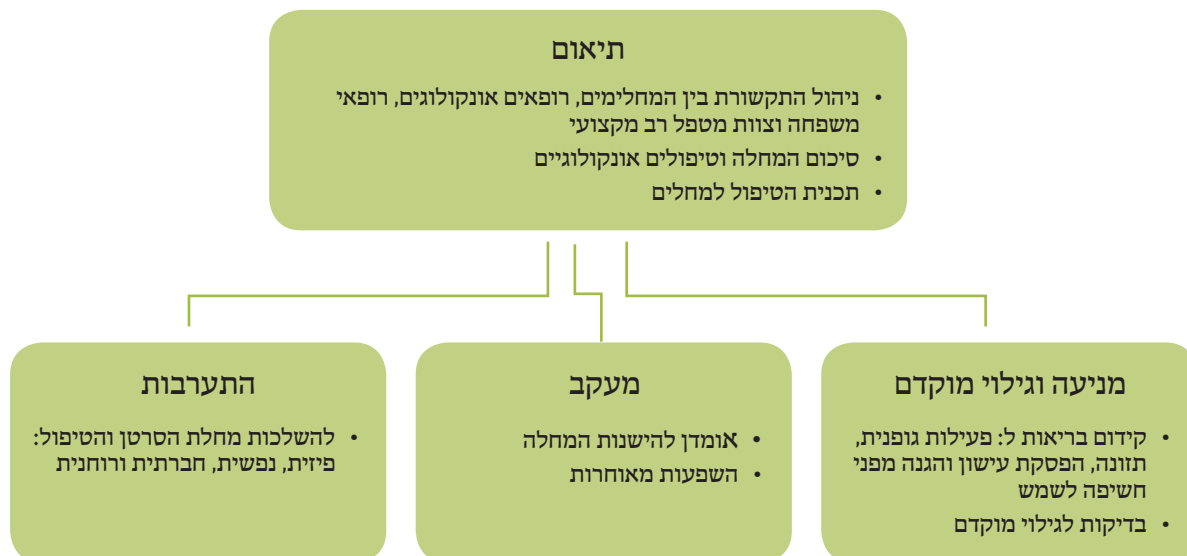 תיאום
• ניהול התקשורת בין המחלימים, רופאים אונקולוגים, רופאי
משפחה וצוות מטפל רב מקצועי
• סיכום המחלה וטיפולים אונקולוגיים
• תכנית הטיפול למחלים
מניעה וגילוי מוקדם
• קידום בריאות ל: פעילות גופנית,
תזונה, הפסקת עישון והגנה מפני
חשיפה לשמש
• בדיקות לגילוי מוקדם
מעקב
• אומדן להישנות המחלה
• השפעות מאוחרות
התערבות
• להשלכות מחלת הסרטן והטיפול:
פיזית, נפשית, חברתית ורוחנית